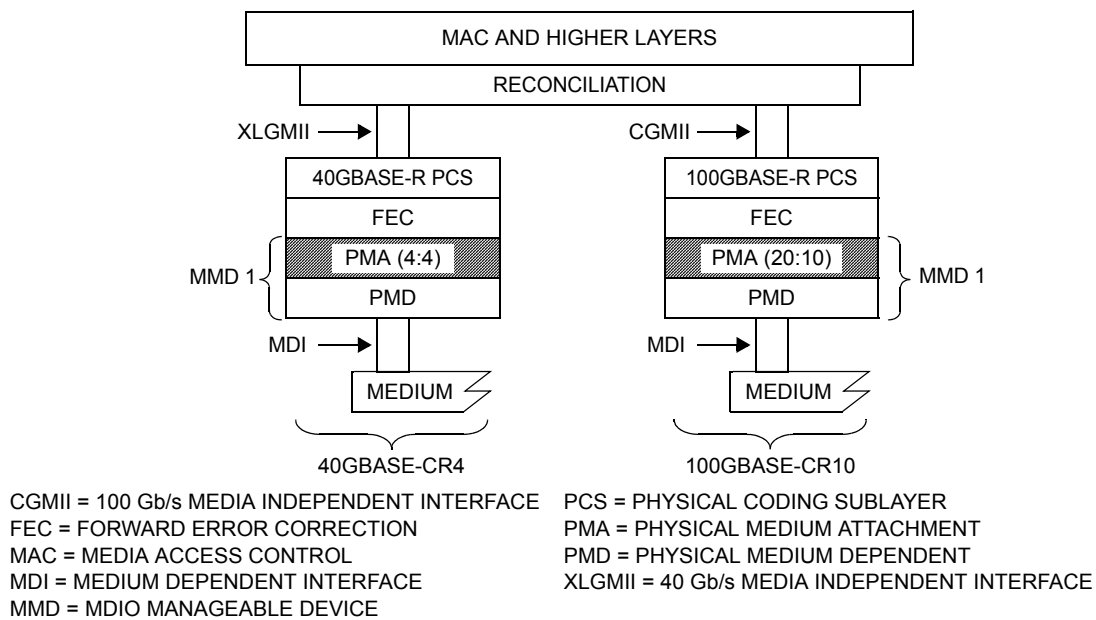 MAC AND HIGHER LAYERS
RECONCILIATION
XLGMII
CGMII
40GBASE-R PCS
100GBASE-R PCS
FEC
FEC
PMA (4:4)
PMA (20:10)
MMD 1
MMD 1
PMD
PMD
MDI
MDI
MEDIUM
MEDIUM
40GBASE-CR4
100GBASE-CR10
CGMII = 100 Gb/s MEDIA INDEPENDENT INTERFACE
FEC = FORWARD ERROR CORRECTION
MAC = MEDIA ACCESS CONTROL
MDI = MEDIUM DEPENDENT INTERFACE
MMD = MDIO MANAGEABLE DEVICE
PCS = PHYSICAL CODING SUBLAYER
PMA = PHYSICAL MEDIUM ATTACHMENT
PMD = PHYSICAL MEDIUM DEPENDENT
XLGMII = 40 Gb/s MEDIA INDEPENDENT INTERFACE